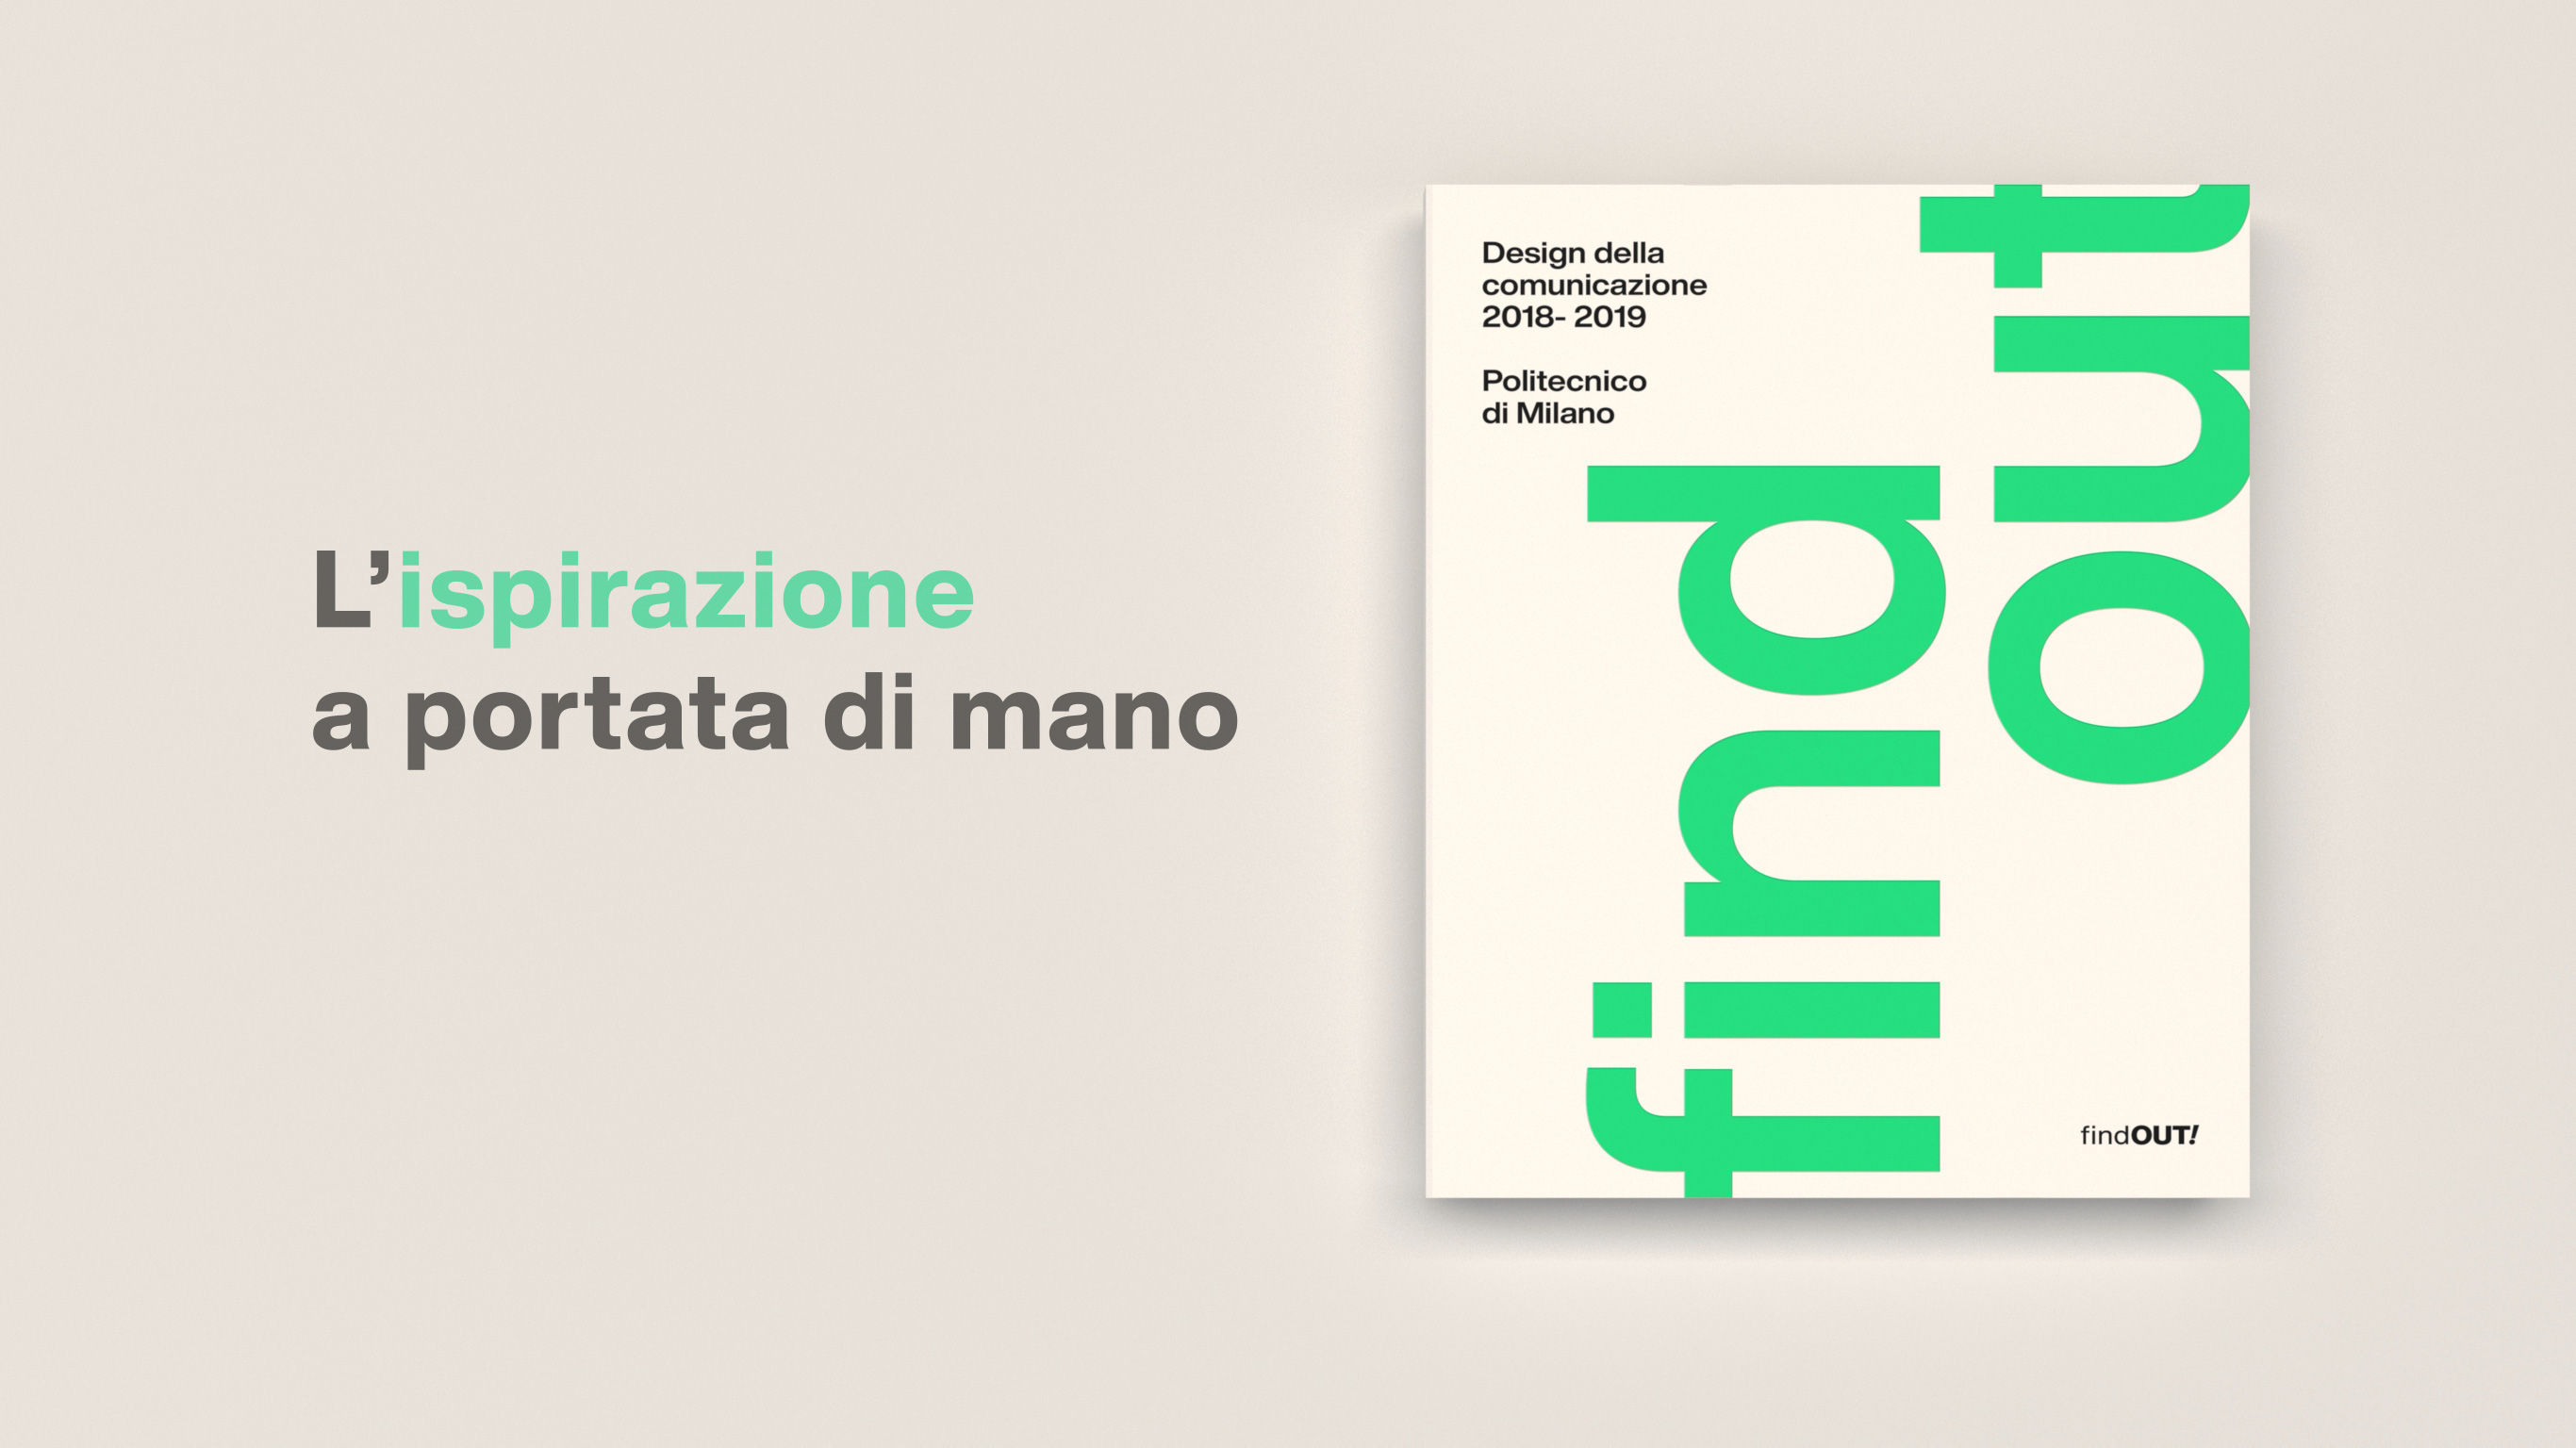 L’ispirazione
a portata di mano
Design della
comunicazione
2018- 2019
Politecnico
di Milano
find
out
findOUT!